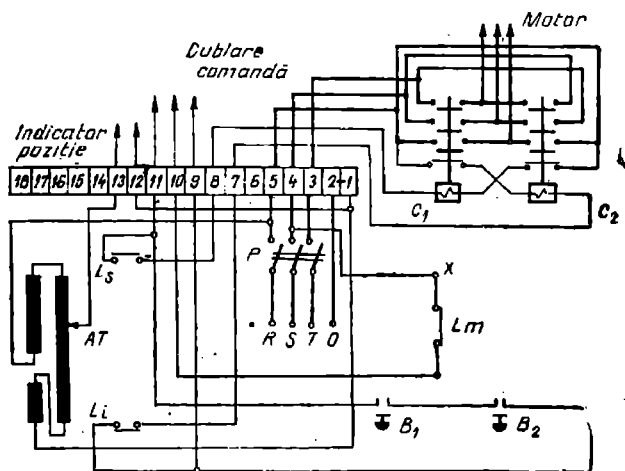 Motor
Dublare
comandă
Indicator
poziție
18 17 16 15 14 13 12 11 10 9 8 7 6 5 4 3 2 1
C1
C2
Ls
P
X
AT
R S T O
Lm
Li
B1
B2